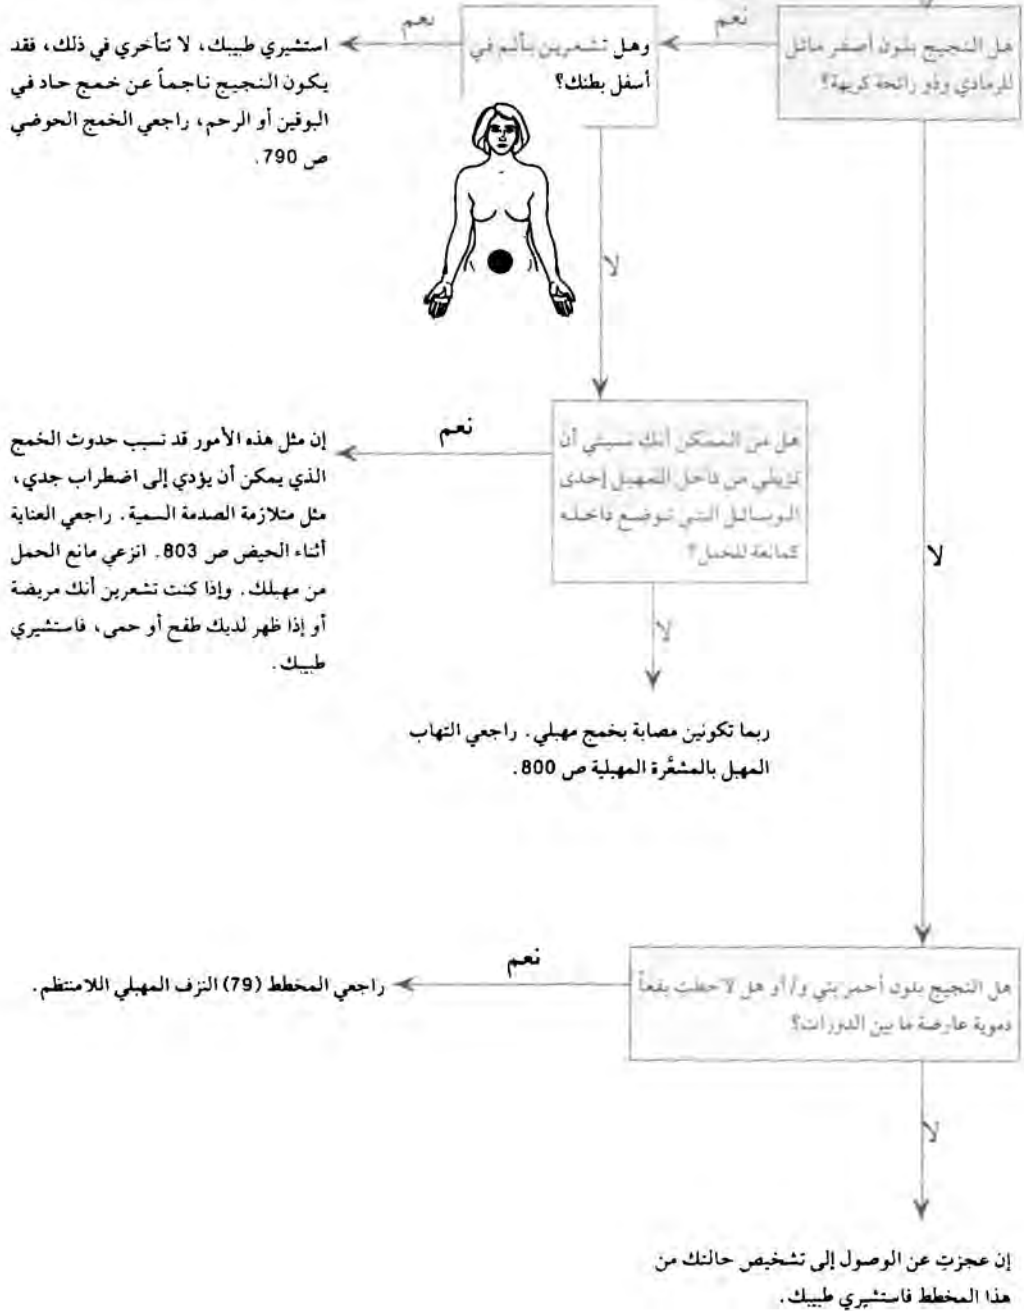 لا
هل النجيج بلون أصفر مائل
للرمادي وذو رائحة كريهة؟
نعم
وهل تشعرين بألم في
أسفل بطنك؟
نعم
استشيري طبيبك، لا تتأخري في ذلك، فقد
يكون النجيج ناجماً عن خمج حاد في
البوقين أو الرحم، راجعي الخمج الحوضي
ص 790.
لا
هل من الممكن أنك نسيتي أن
تزيلي من داخل المهبل إحدى
الوسائل التي توضع داخله
كمانعة للحمل؟
نعم
إن مثل هذه الأمور قد تسبب حدوث الخمج
الذي يمكن أن يؤدي إلى اضطراب جدي،
مثل متلازمة الصدمة السمية. راجعي العناية
أثناء الحيض ص 803. انزعي مانع الحمل
من مهبلك. وإذا كنت تشعرين أنك مريضة
أو إذا ظهر لديك طفح أو حمى، فاستشيري
طبيبك.
لا
ربما تكونين مصابة بخمج مهبلي. راجعي التهاب
المهبل بالمشعَّرة المهبلية ص 800.
لا
هل النجيج بلون أحمر بني و/أو هل لاحظتِ بقعاً
دموية عارضة ما بين الدورات؟
نعم
راجعي المخطط (79) النزف المهبلي اللامنتظم.
لا
إن عجزتِ عن الوصول إلى تشخيص حالتك من
هذا المخطط فاستشيري طبيبك.